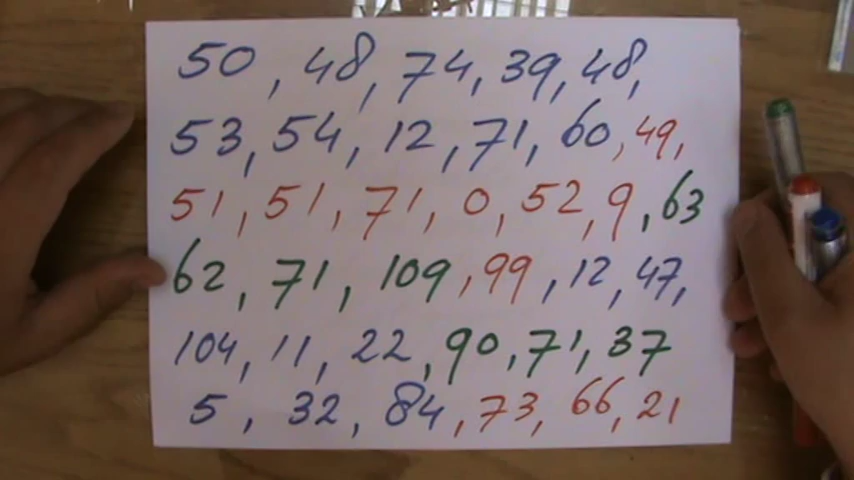 50, 48, 74, 39, 48,
53, 54, 12, 71, 60, 49,
51, 51, 71, 0, 52, 9, 63
62, 71, 109, 99, 12, 47,
104, 11, 22, 90, 71, 37
5, 32, 84, 73, 66, 21